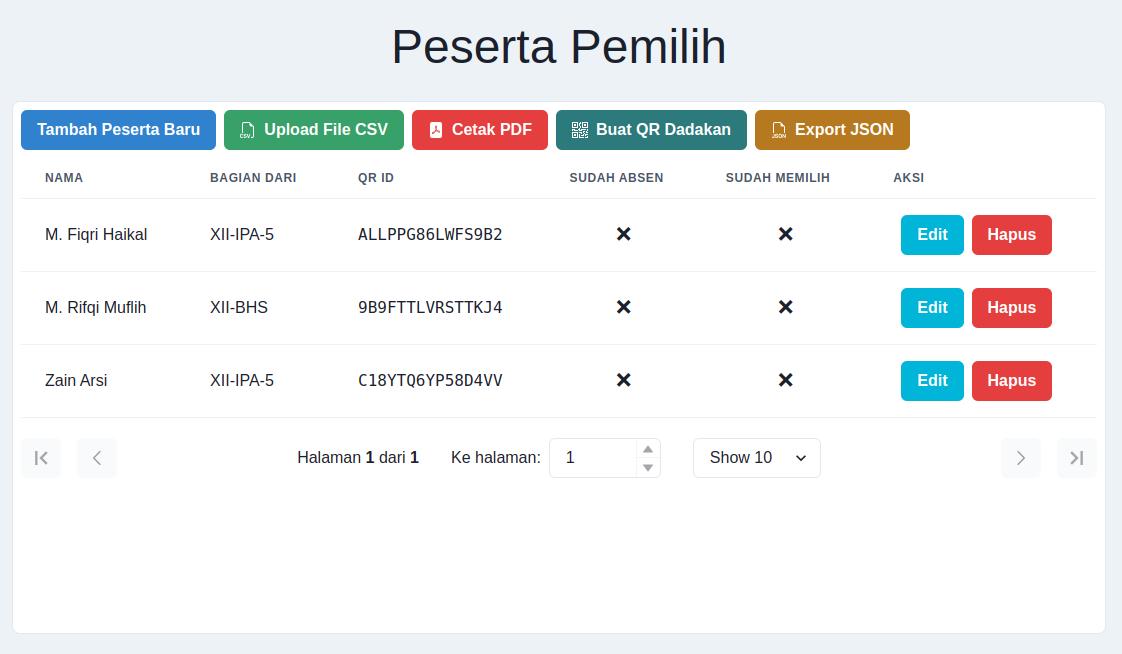 Peserta Pemilih
Tambah Peserta Baru CSV Upload File CSV Cetak PDF Buat QR Dadakan JSON Export JSON
NAMA BAGIAN DARI QR ID SUDAH ABSEN SUDAH MEMILIH AKSI
M. Fiqri Haikal XII-IPA-5 ALLPPG86LWFS9B2 Edit Hapus
M. Rifqi Muflih XII-BHS 9B9FTTLVRSTTKJ4 Edit Hapus
Zain Arsi XII-IPA-5 C18YTQ6YP58D4VV Edit Hapus
Halaman 1 dari 1 Ke halaman: 1 Show 10